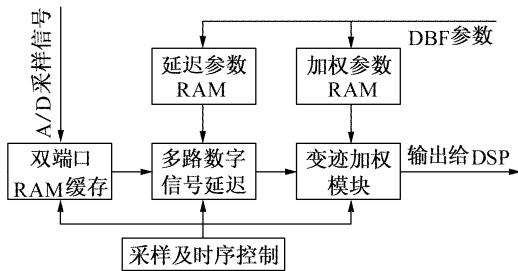 DBF参数
A/D采样信号
延迟参数
RAM
加权参数
RAM
双端口
RAM缓存
多路数字
信号延迟
变迹加权
模块
输出给DSP
采样及时序控制